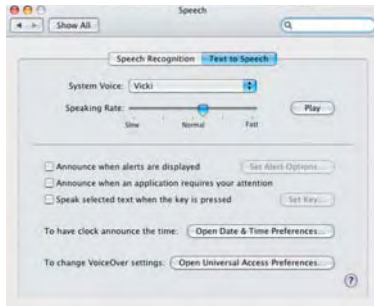 Speech
Show All
Speech Recognition Text to Speech
System Voice: Vicki
Speaking Rate: Play
Slow Normal Fast
Announce when alerts are displayed Set Alert Options...
Announce when an application requires your attention
Speak selected text when the key is pressed Set Key...
To have clock announce the time: Open Date & Time Preferences...
To change VoiceOver settings: Open Universal Access Preferences...
?